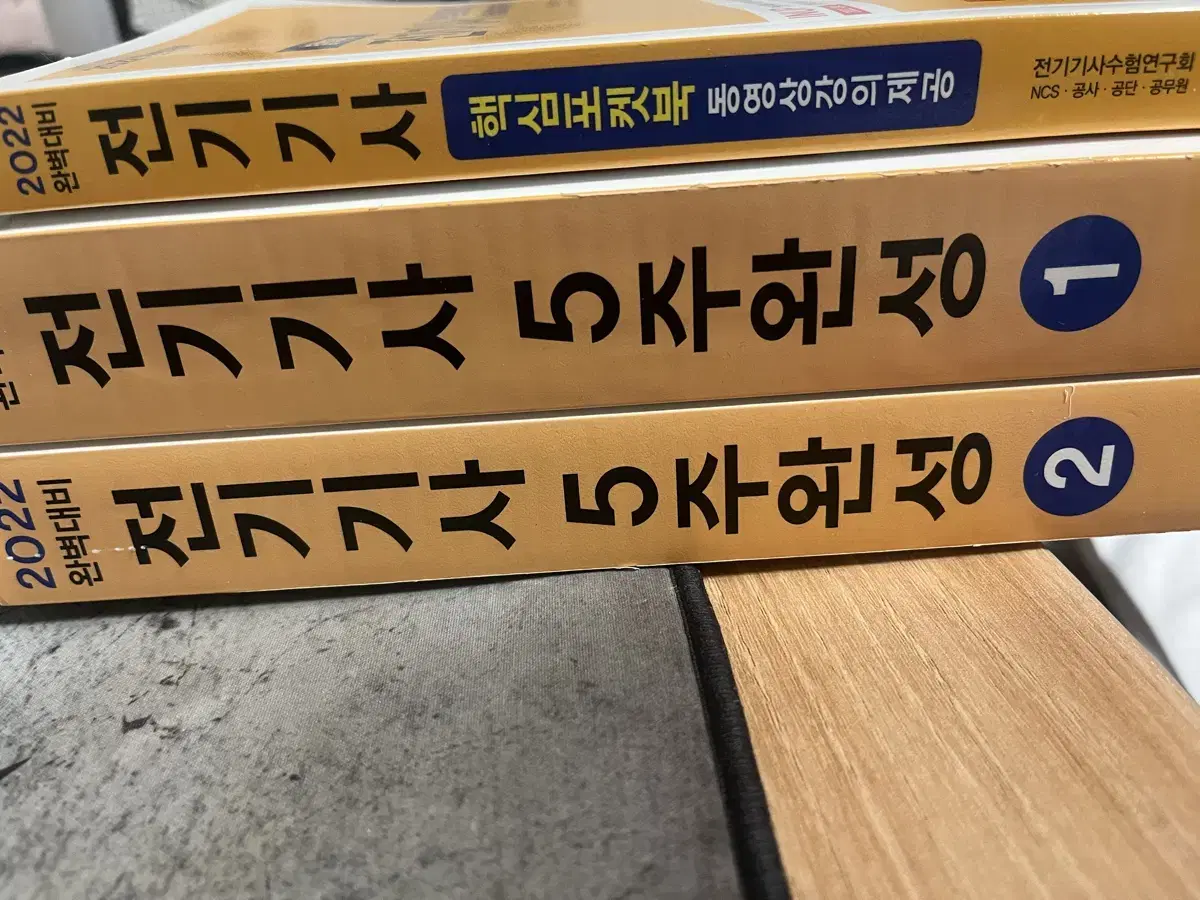 2022
완벽대비
전기기사
핵심포켓북 동영상강의 제공
전기기사수험연구회
NCS · 공사 · 공단 · 공무원
전기기사 5주완성 1
2022
완벽대비
전기기사 5주완성 2